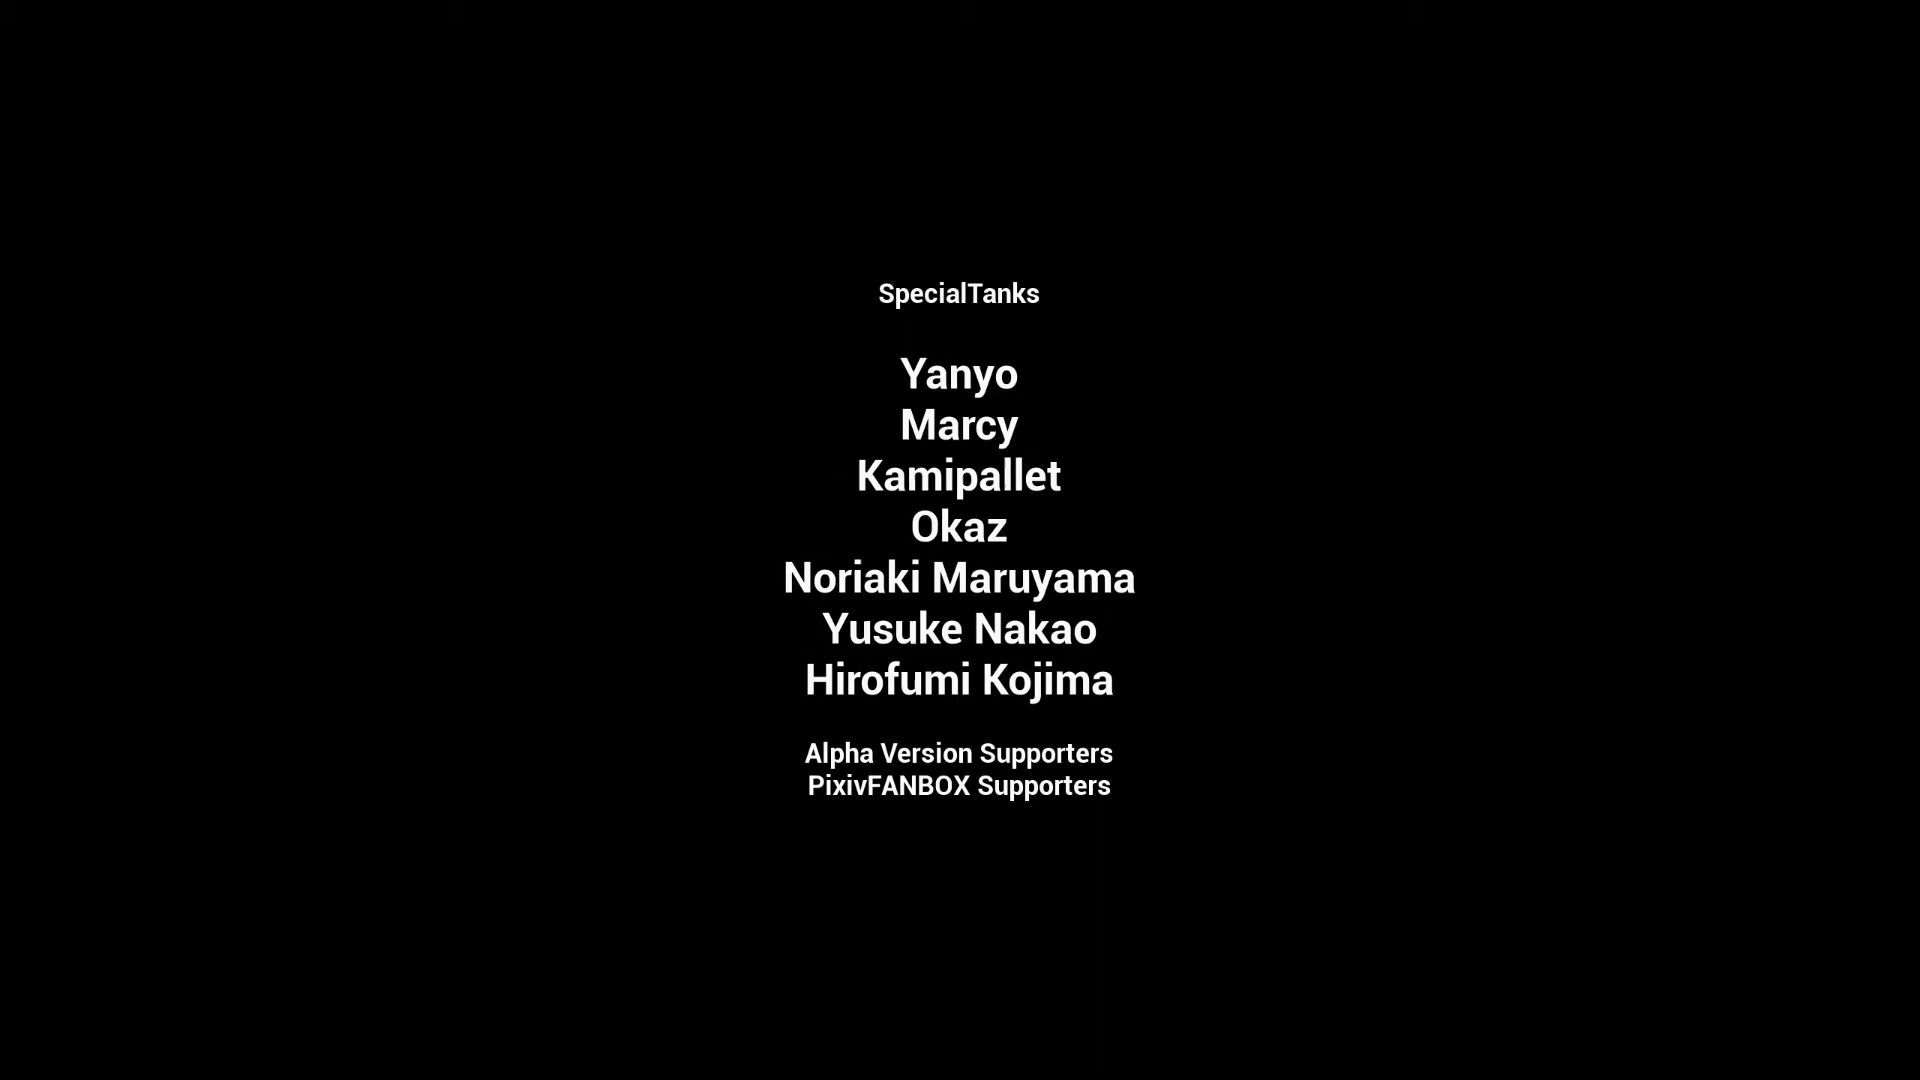 SpecialTanks
Yanyo
Marcy
Kamipallet
Okaz
Noriaki Maruyama
Yusuke Nakao
Hirofumi Kojima
Alpha Version Supporters
PixivFANBOX Supporters